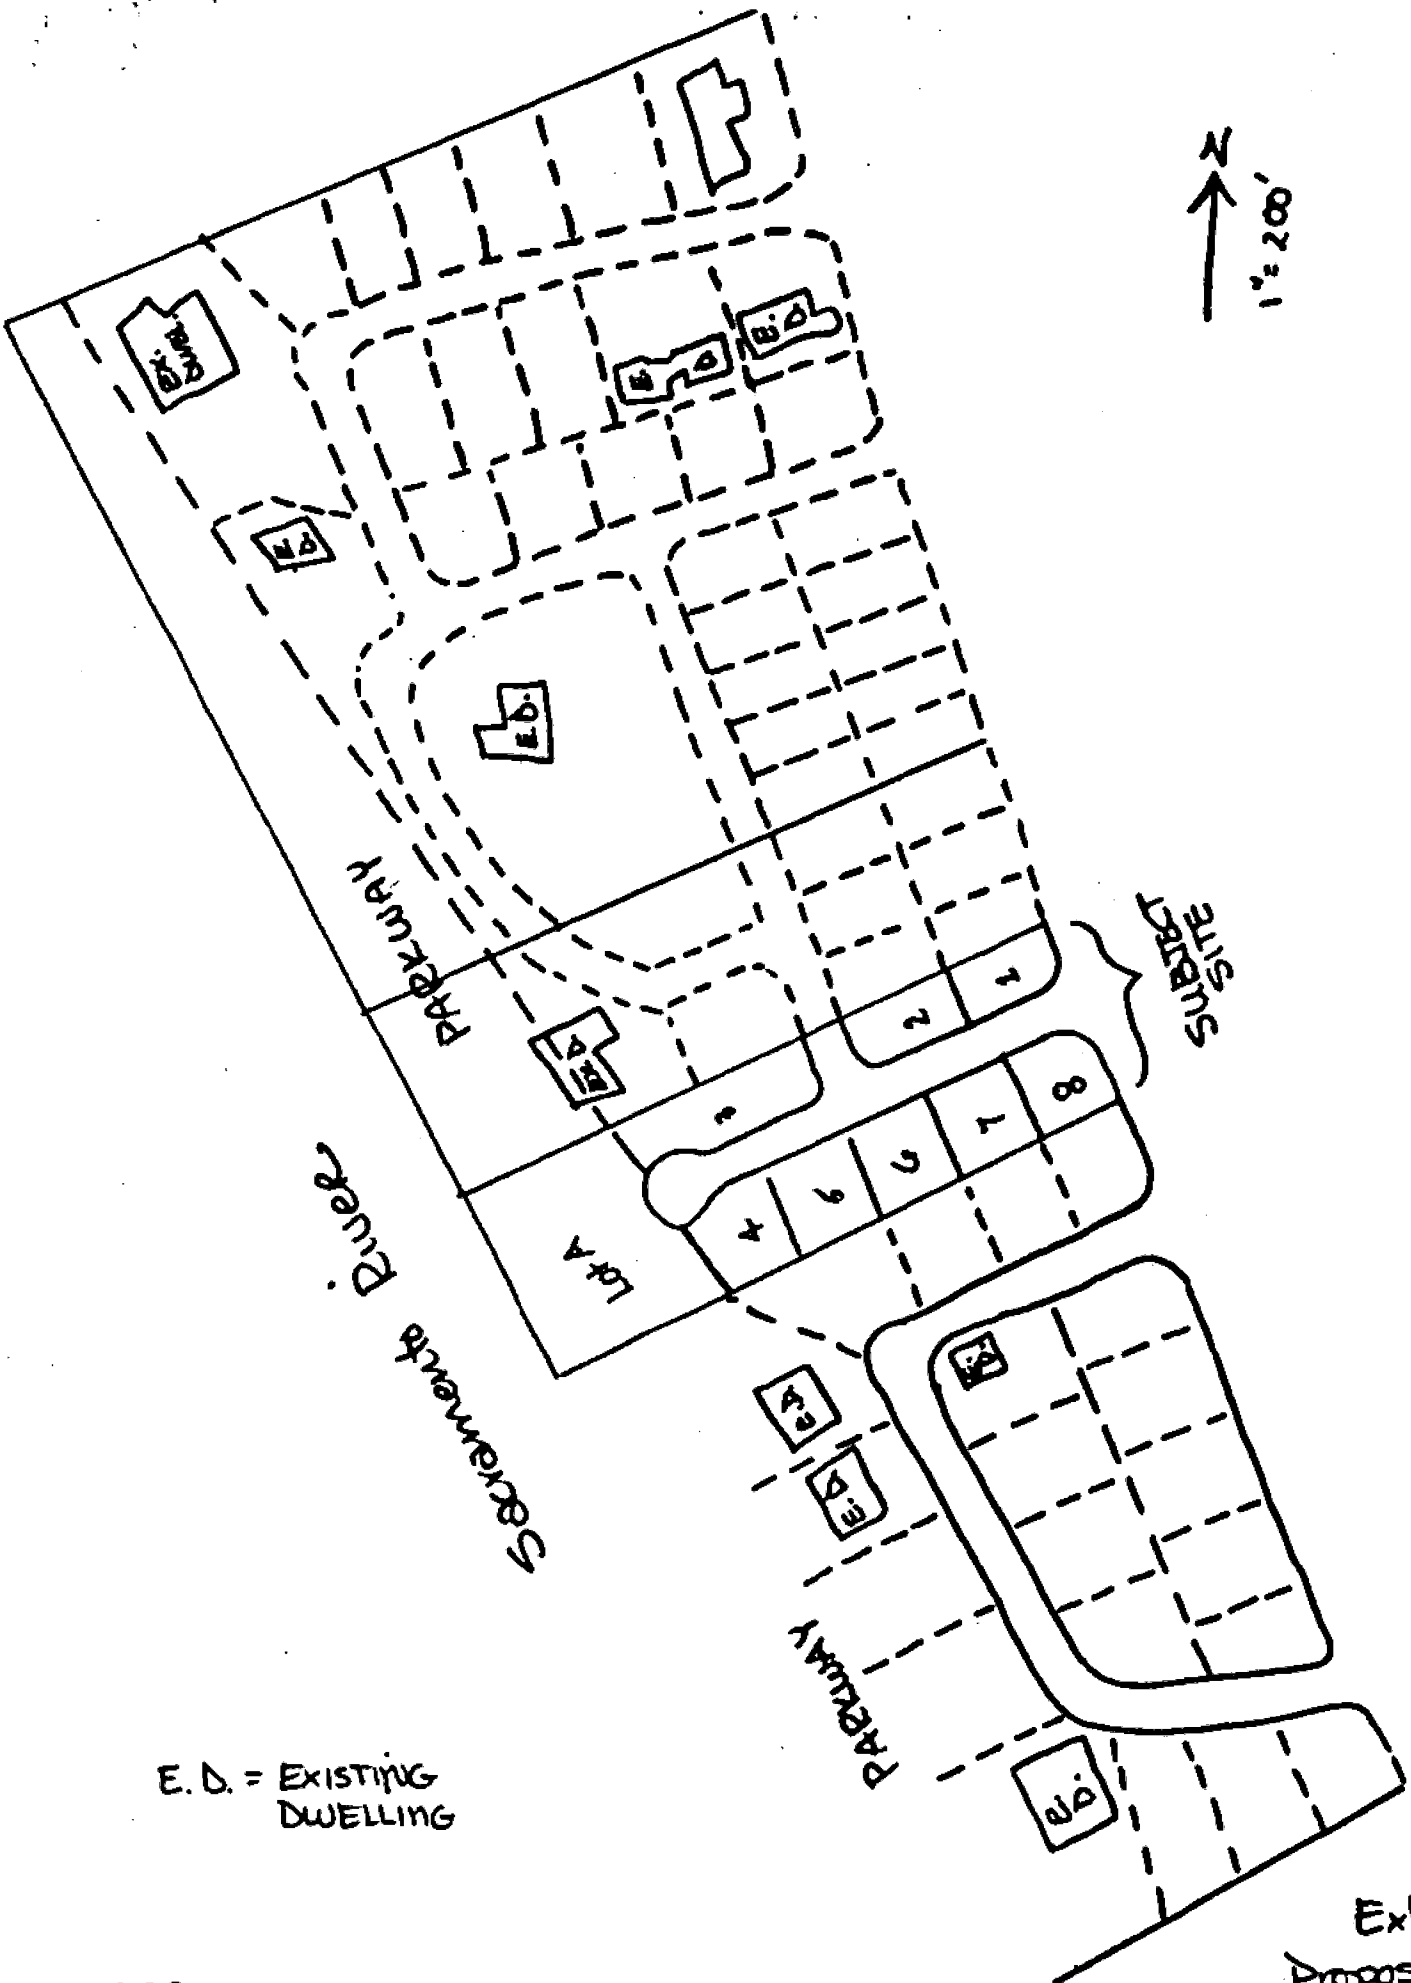 N
1"= 200'
Ex.
Dwel.
E. D.
E. D.
E.D.
E.D.
PARKWAY
SUBJECT
SITE
1
2
3
Ex.
D
8
7
6
4
Lot A
Sacramento River
E.D.
E.D.
E.D.
PARKWAY
E.D.
E. D. = EXISTING
DWELLING